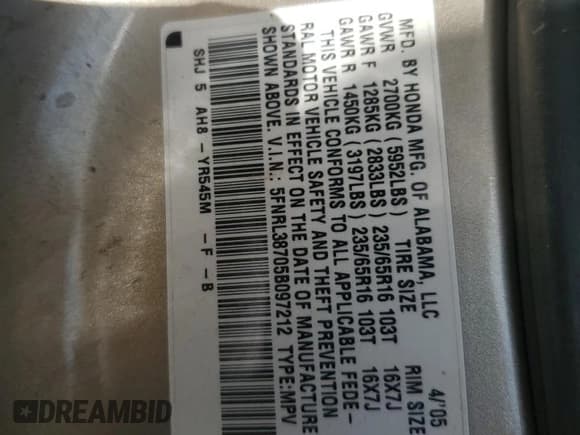 MFD. BY HONDA MFG. OF ALABAMA, LLC 4/'05
GVWR 2700KG (5952LBS) TIRE SIZE RIM SIZE
GAWR F 1285KG (2833LBS) 235/65R16 103T 16X7J
GAWR R 1450KG (3197LBS) 235/65R16 103T 16X7J
THIS VEHICLE CONFORMS TO ALL APPLICABLE FEDE-
RAL MOTOR VEHICLE SAFETY AND THEFT PREVENTION
STANDARDS IN EFFECT ON THE DATE OF MANUFACTURE
SHOWN ABOVE. V.I.N.: 5FNRL38705B097212 TYPE:MPV
SHJ 5 AH8 - YR545M - F - B
DREAMBID